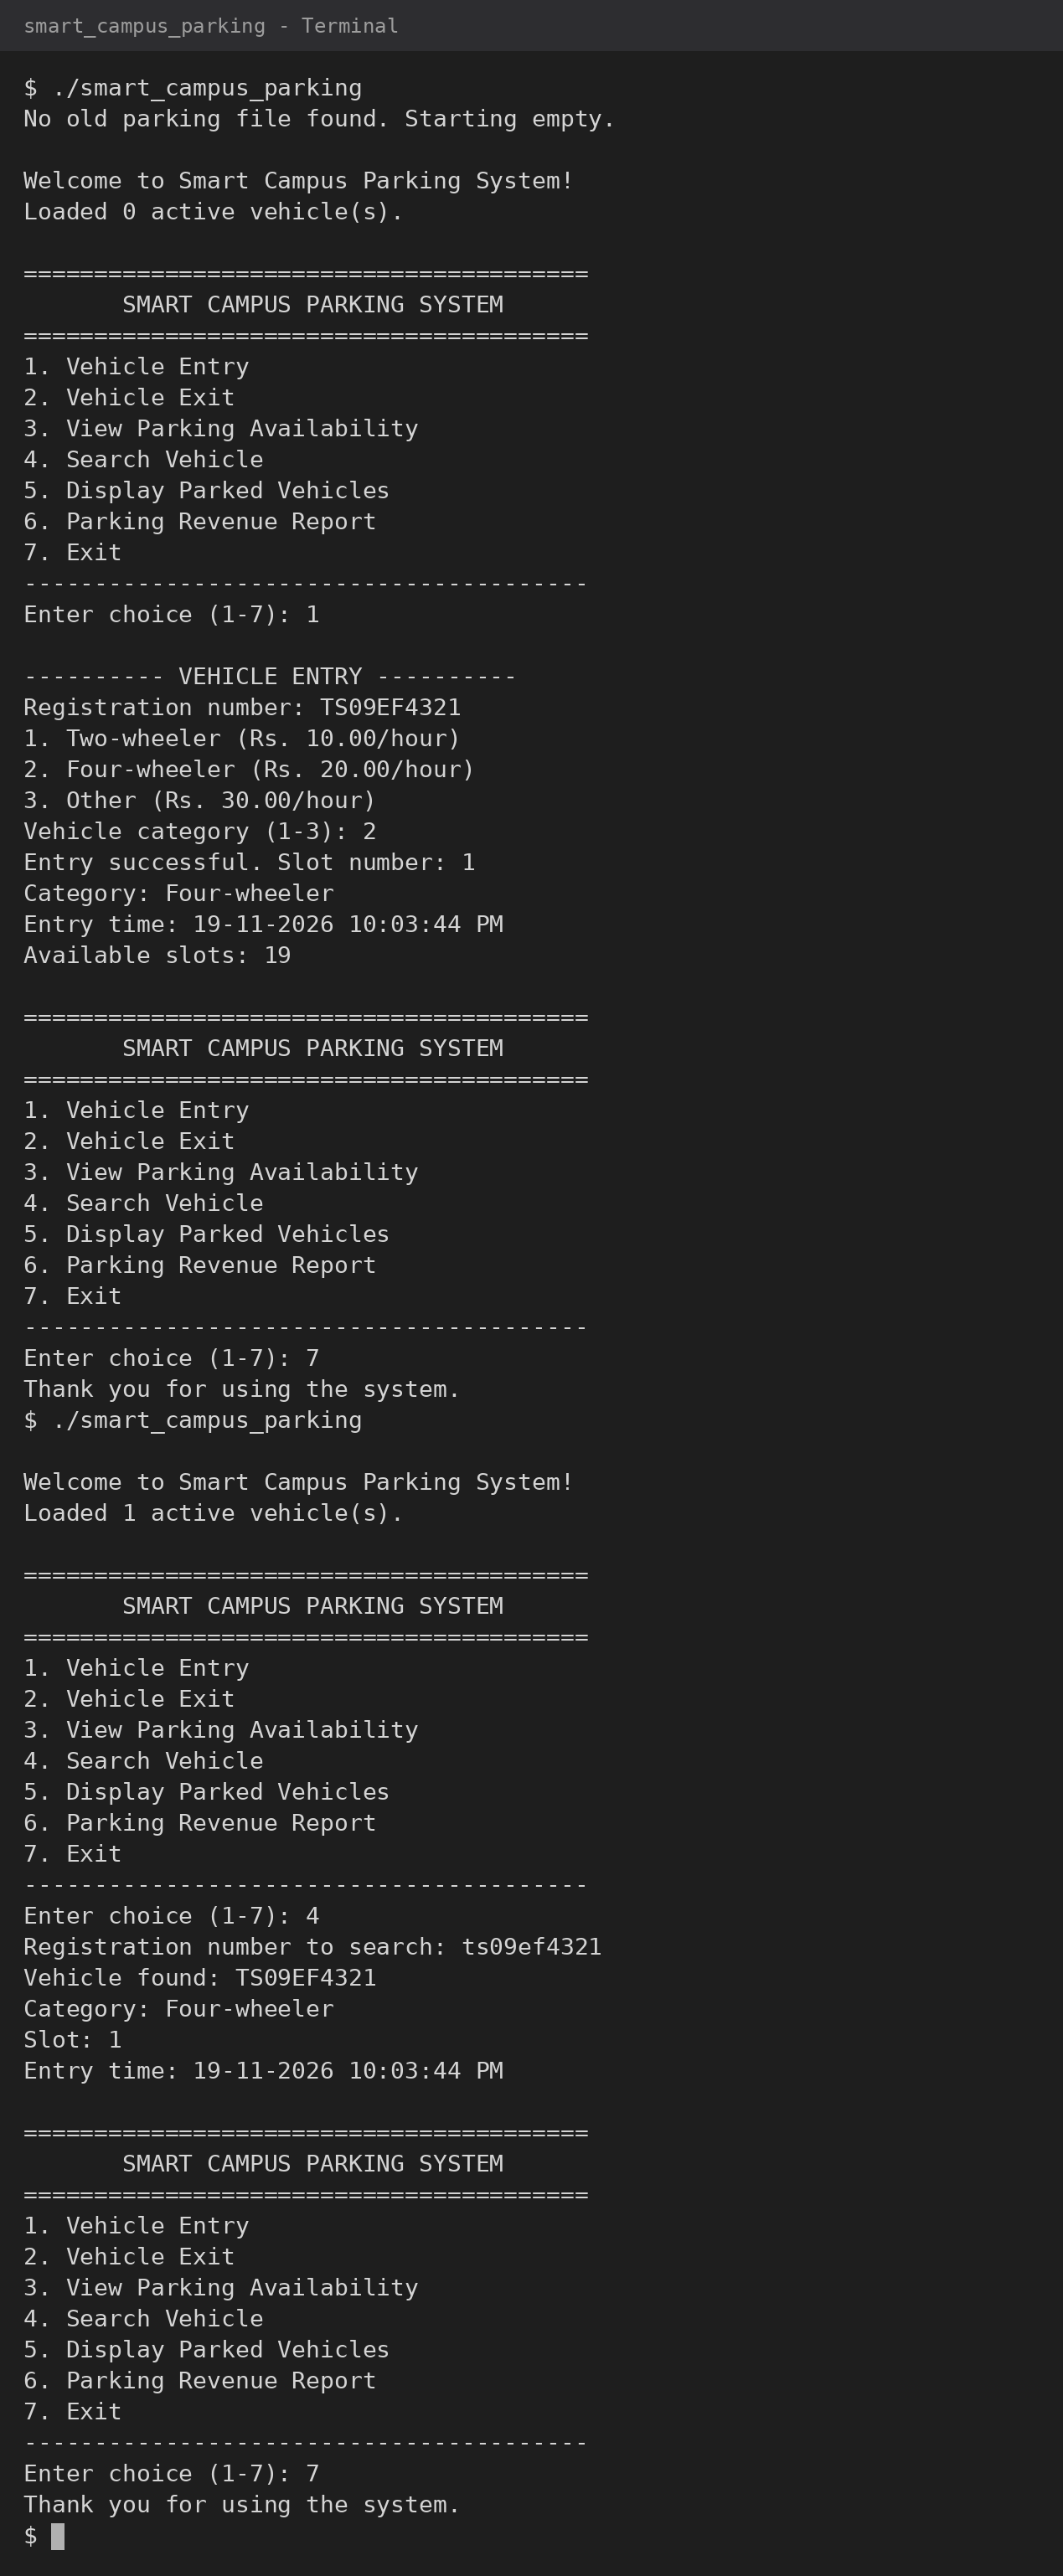 smart_campus_parking - Terminal
$ ./smart_campus_parking
No old parking file found. Starting empty.

Welcome to Smart Campus Parking System!
Loaded 0 active vehicle(s).

========================================
       SMART CAMPUS PARKING SYSTEM
========================================
1. Vehicle Entry
2. Vehicle Exit
3. View Parking Availability
4. Search Vehicle
5. Display Parked Vehicles
6. Parking Revenue Report
7. Exit
----------------------------------------
Enter choice (1-7): 1

---------- VEHICLE ENTRY ----------
Registration number: TS09EF4321
1. Two-wheeler (Rs. 10.00/hour)
2. Four-wheeler (Rs. 20.00/hour)
3. Other (Rs. 30.00/hour)
Vehicle category (1-3): 2
Entry successful. Slot number: 1
Category: Four-wheeler
Entry time: 19-11-2026 10:03:44 PM
Available slots: 19

========================================
       SMART CAMPUS PARKING SYSTEM
========================================
1. Vehicle Entry
2. Vehicle Exit
3. View Parking Availability
4. Search Vehicle
5. Display Parked Vehicles
6. Parking Revenue Report
7. Exit
----------------------------------------
Enter choice (1-7): 7
Thank you for using the system.
$ ./smart_campus_parking

Welcome to Smart Campus Parking System!
Loaded 1 active vehicle(s).

========================================
       SMART CAMPUS PARKING SYSTEM
========================================
1. Vehicle Entry
2. Vehicle Exit
3. View Parking Availability
4. Search Vehicle
5. Display Parked Vehicles
6. Parking Revenue Report
7. Exit
----------------------------------------
Enter choice (1-7): 4
Registration number to search: ts09ef4321
Vehicle found: TS09EF4321
Category: Four-wheeler
Slot: 1
Entry time: 19-11-2026 10:03:44 PM

========================================
       SMART CAMPUS PARKING SYSTEM
========================================
1. Vehicle Entry
2. Vehicle Exit
3. View Parking Availability
4. Search Vehicle
5. Display Parked Vehicles
6. Parking Revenue Report
7. Exit
----------------------------------------
Enter choice (1-7): 7
Thank you for using the system.
$